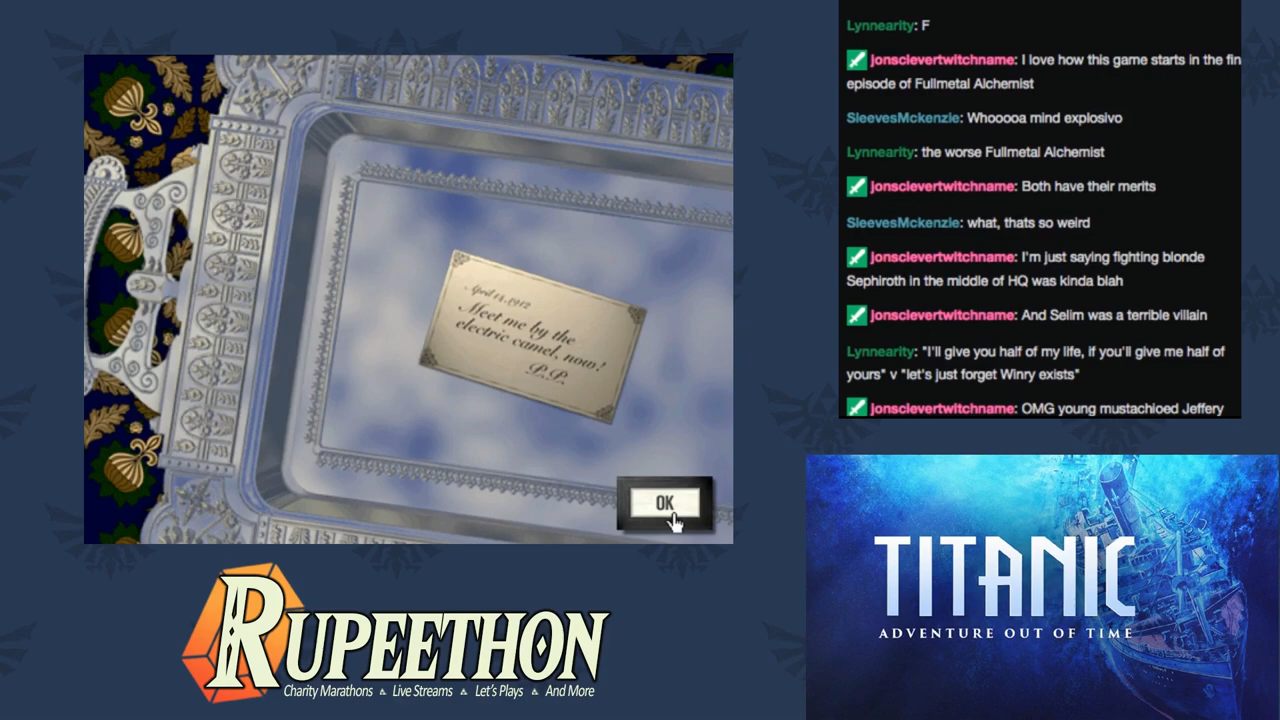 Lynnearity: F
jonsclevertwitchname: I love how this game starts in the fin
episode of Fullmetal Alchemist
SleevesMckenzie: Whooooa mind explosivo
Lynnearity: the worse Fullmetal Alchemist
jonsclevertwitchname: Both have their merits
SleevesMckenzie: what, thats so weird
jonsclevertwitchname: I'm just saying fighting blonde
Sephiroth in the middle of HQ was kinda blah
jonsclevertwitchname: And Selim was a terrible villain
Lynnearity: "I'll give you half of my life, if you'll give me half of
yours" v "let's just forget Winry exists"
jonsclevertwitchname: OMG young mustachioed Jeffery
April 14, 1912
Meet me by the
electric camel, now!
P.P.
OK
RUPEETHON
Charity Marathons Live Streams Let's Plays And More
TITANIC
ADVENTURE OUT OF TIME